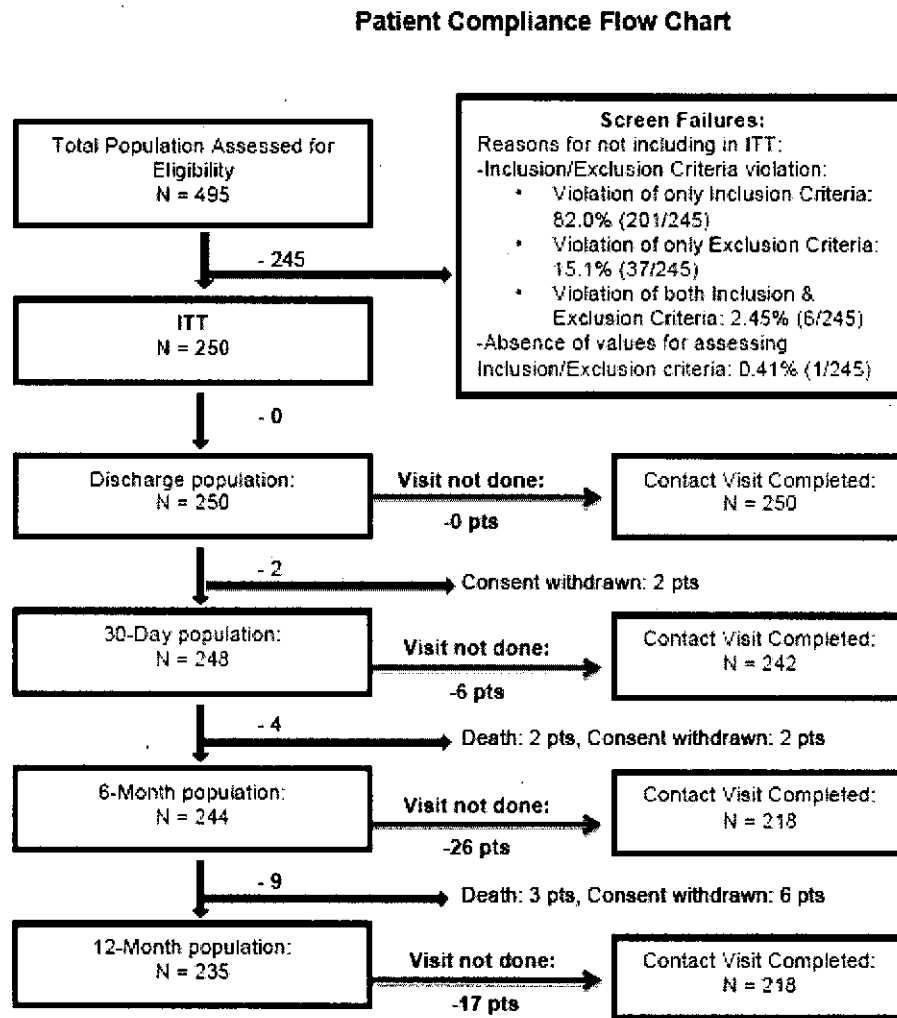 Patient Compliance Flow Chart
Total Population Assessed for
Eligibility
N = 495
Screen Failures:
Reasons for not including in ITT:
-Inclusion/Exclusion Criteria violation:
• Violation of only Inclusion Criteria:
82.0% (201/245)
• Violation of only Exclusion Criteria:
15.1% (37/245)
• Violation of both Inclusion &
Exclusion Criteria: 2.45% (6/245)
-Absence of values for assessing
Inclusion/Exclusion criteria: 0.41% (1/245)
- 245
ITT
N = 250
- 0
Discharge population:
N = 250
Visit not done:
-0 pts
Contact Visit Completed:
N = 250
- 2
Consent withdrawn: 2 pts
30-Day population:
N = 248
Visit not done:
-6 pts
Contact Visit Completed:
N = 242
- 4
Death: 2 pts, Consent withdrawn: 2 pts
6-Month population:
N = 244
Visit not done:
-26 pts
Contact Visit Completed:
N = 218
- 9
Death: 3 pts, Consent withdrawn: 6 pts
12-Month population:
N = 235
Visit not done:
-17 pts
Contact Visit Completed:
N = 218